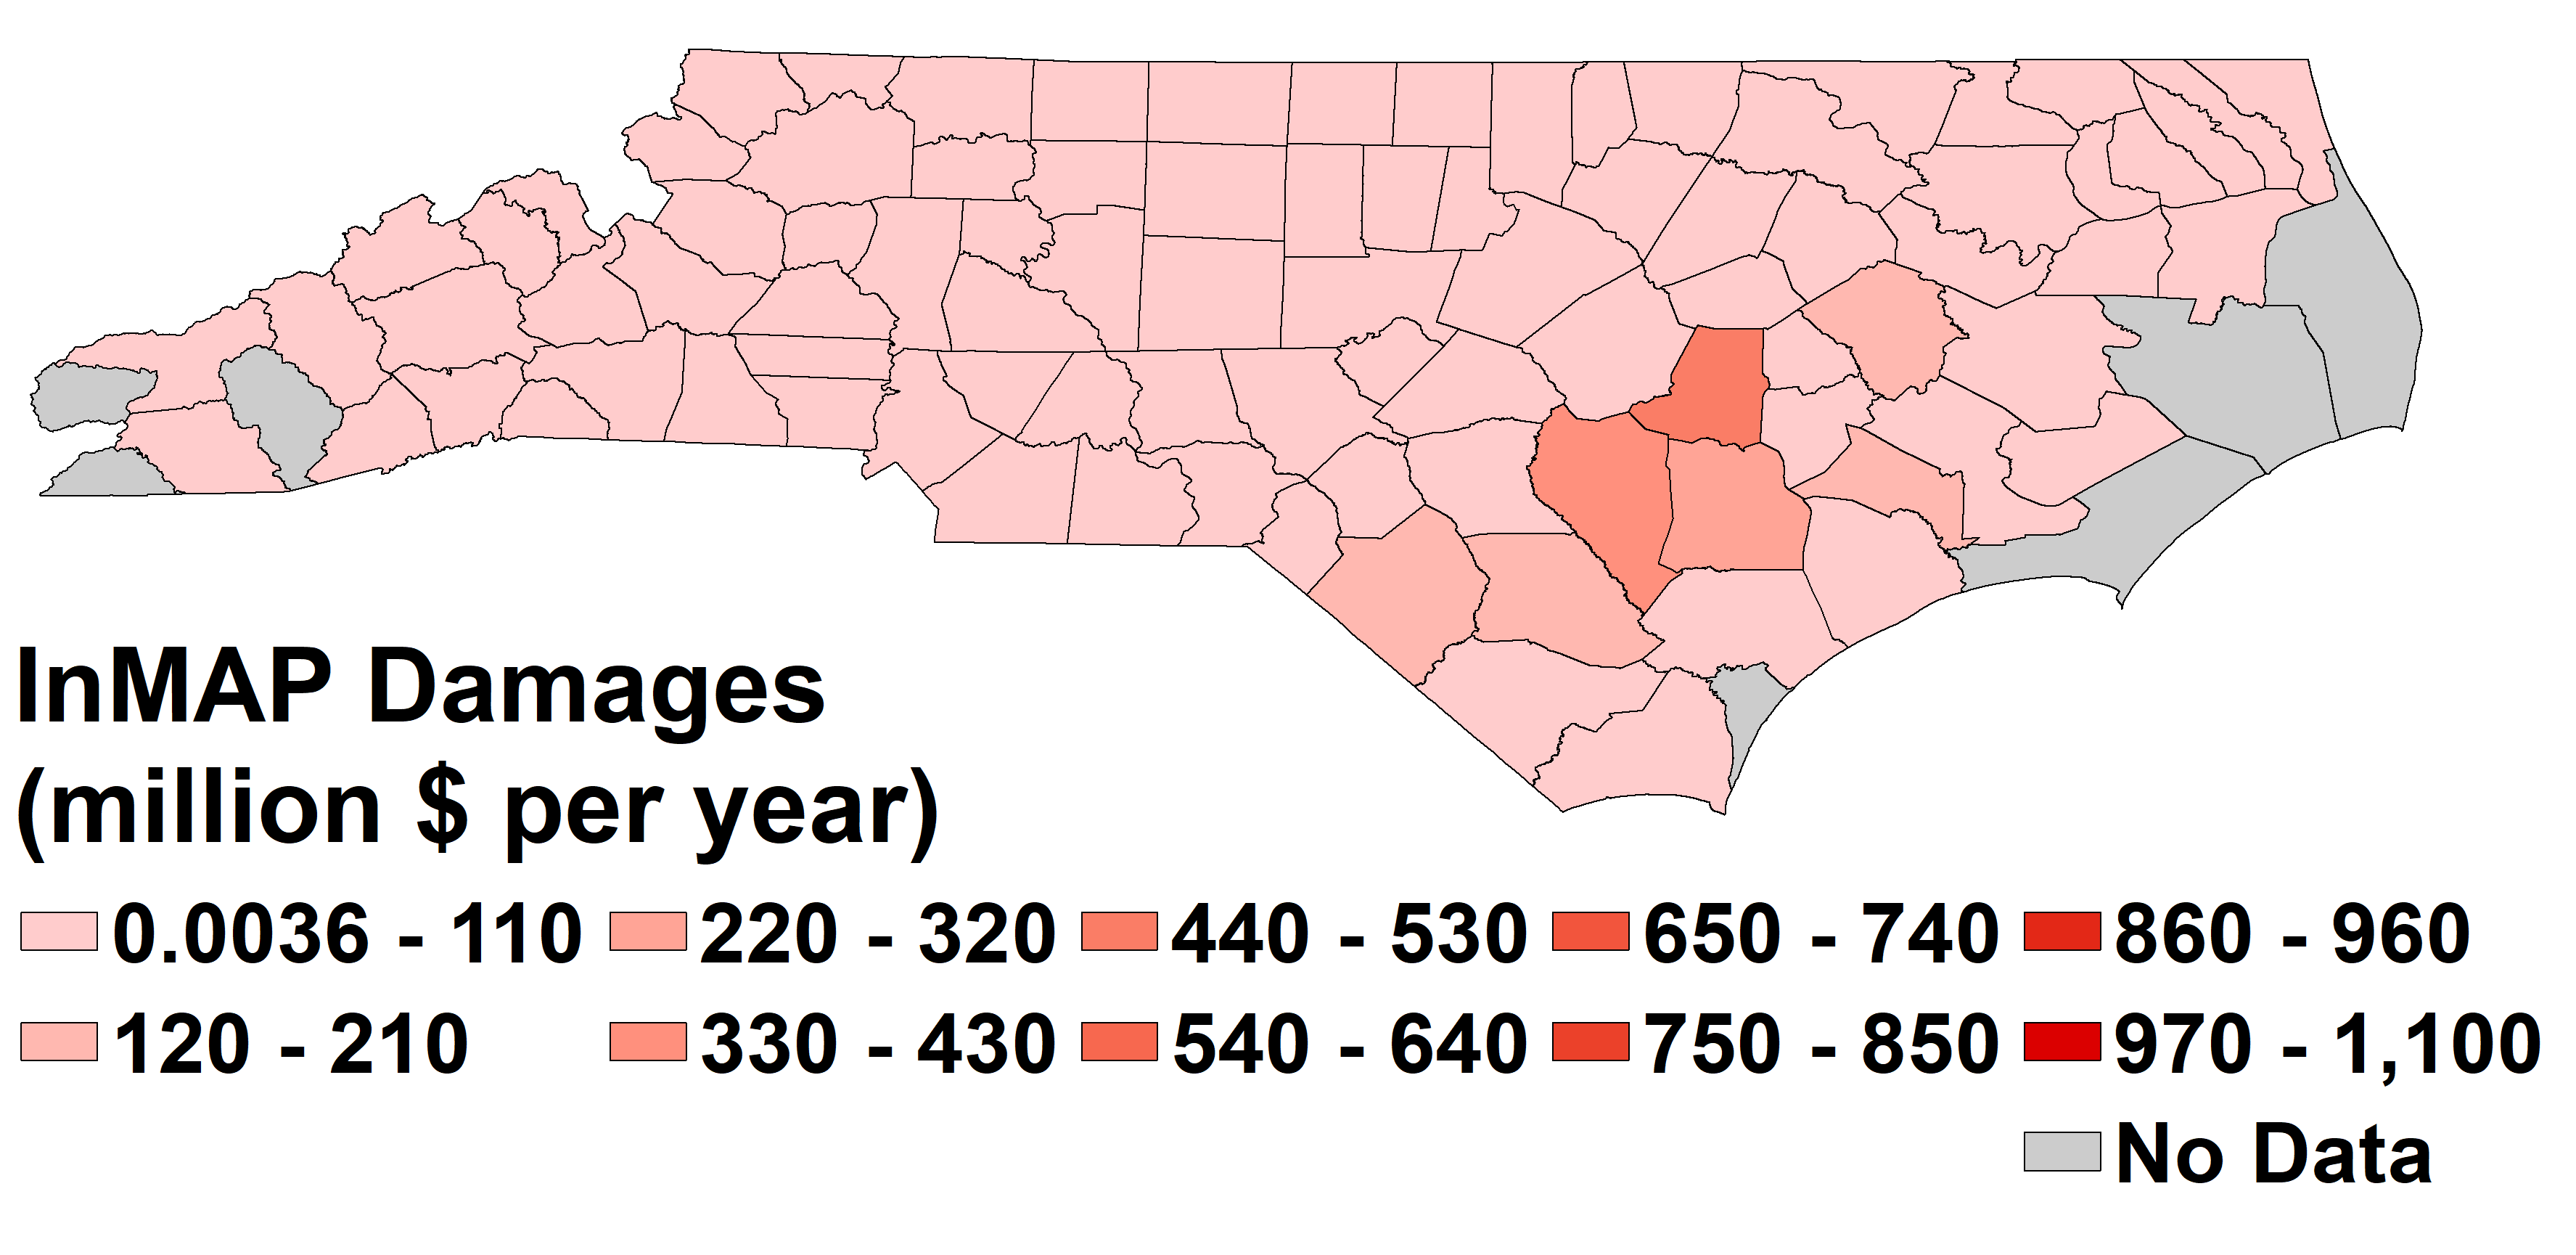 InMAP Damages
(million $ per year)
0.0036 - 110 220 - 320 440 - 530 650 - 740 860 - 960
120 - 210 330 - 430 540 - 640 750 - 850 970 - 1,100
No Data